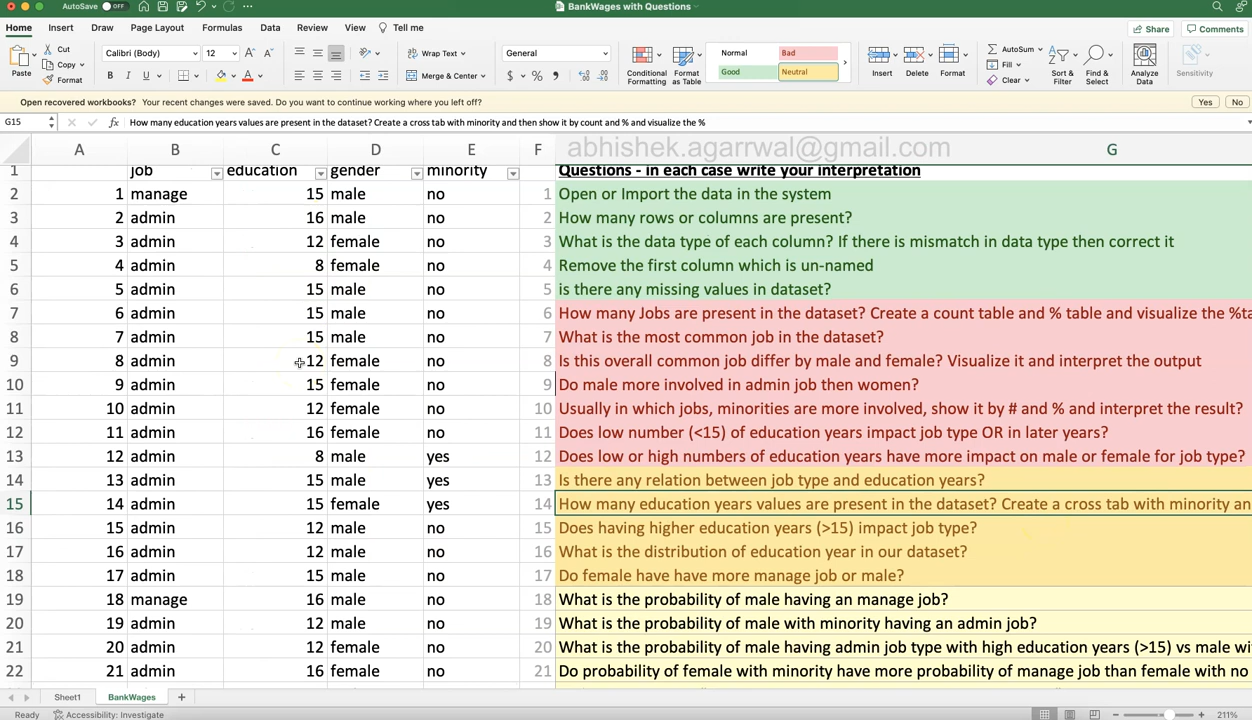 AutoSave OFF BankWages with Questions
Home Insert Draw Page Layout Formulas Data Review View Tell me Share Comments
Paste Cut Copy Format
Calibri (Body) 12 A A
B I U A
Wrap Text
Merge & Center
General
$ % ,
Conditional Formatting
Format as Table
Normal Bad
Good Neutral
Insert Delete Format
AutoSum
Fill
Clear
Sort & Filter
Find & Select
Analyze Data
Sensitivity
Open recovered workbooks? Your recent changes were saved. Do you want to continue working where you left off? Yes No
G15 fx How many education years values are present in the dataset? Create a cross tab with minority and then show it by count and % and visualize the %
abhishek.agarrwal@gmail.com
A B C D E F G
1 job education gender minority Questions - in each case write your interpretation
2 1 manage 15 male no 1 Open or Import the data in the system
3 2 admin 16 male no 2 How many rows or columns are present?
4 3 admin 12 female no 3 What is the data type of each column? If there is mismatch in data type then correct it
5 4 admin 8 female no 4 Remove the first column which is un-named
6 5 admin 15 male no 5 is there any missing values in dataset?
7 6 admin 15 male no 6 How many Jobs are present in the dataset? Create a count table and % table and visualize the %ta
8 7 admin 15 male no 7 What is the most common job in the dataset?
9 8 admin 12 female no 8 Is this overall common job differ by male and female? Visualize it and interpret the output
10 9 admin 15 female no 9 Do male more involved in admin job then women?
11 10 admin 12 female no 10 Usually in which jobs, minorities are more involved, show it by # and % and interpret the result?
12 11 admin 16 female no 11 Does low number (<15) of education years impact job type OR in later years?
13 12 admin 8 male yes 12 Does low or high numbers of education years have more impact on male or female for job type?
14 13 admin 15 male yes 13 Is there any relation between job type and education years?
15 14 admin 15 female yes 14 How many education years values are present in the dataset? Create a cross tab with minority an
16 15 admin 12 male no 15 Does having higher education years (>15) impact job type?
17 16 admin 12 male no 16 What is the distribution of education year in our dataset?
18 17 admin 15 male no 17 Do female have have more manage job or male?
19 18 manage 16 male no 18 What is the probability of male having an manage job?
20 19 admin 12 male no 19 What is the probability of male with minority having an admin job?
21 20 admin 12 female no 20 What is the probability of male having admin job type with high education years (>15) vs male wi
22 21 admin 16 female no 21 Do probability of female with minority have more probability of manage job than female with no
Sheet1 BankWages +
Ready Accessibility: Investigate 211%